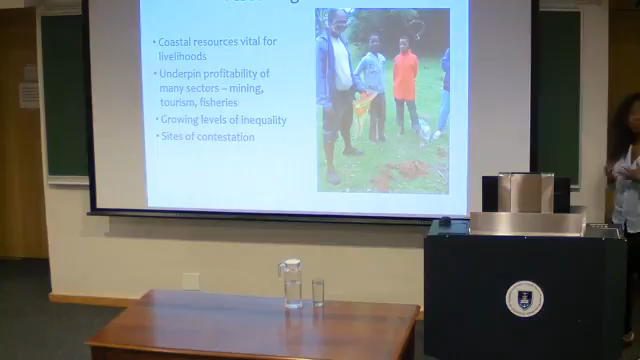 • Coastal resources vital for
livelihoods
• Underpin profitability of
many sectors – mining,
tourism, fisheries
• Growing levels of inequality
• Sites of contestation